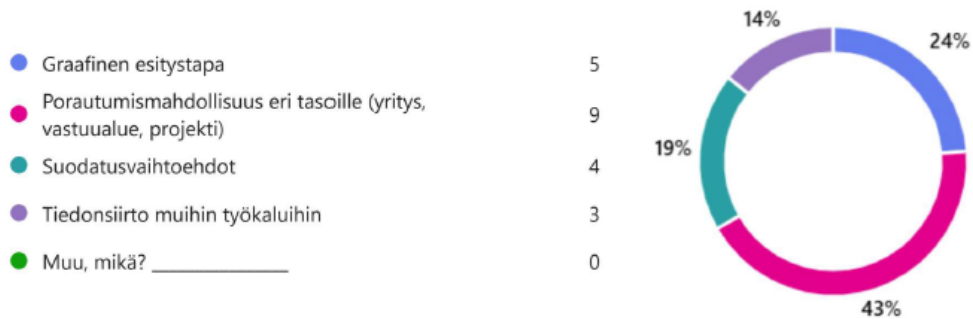 14%
24%
Graafinen esitystapa 5
Porautumismahdollisuus eri tasoille (yritys,
vastuualue, projekti) 9
Suodatusvaihtoehdot 4
19%
Tiedonsiirto muihin työkaluihin 3
Muu, mikä? ______________ 0
43%